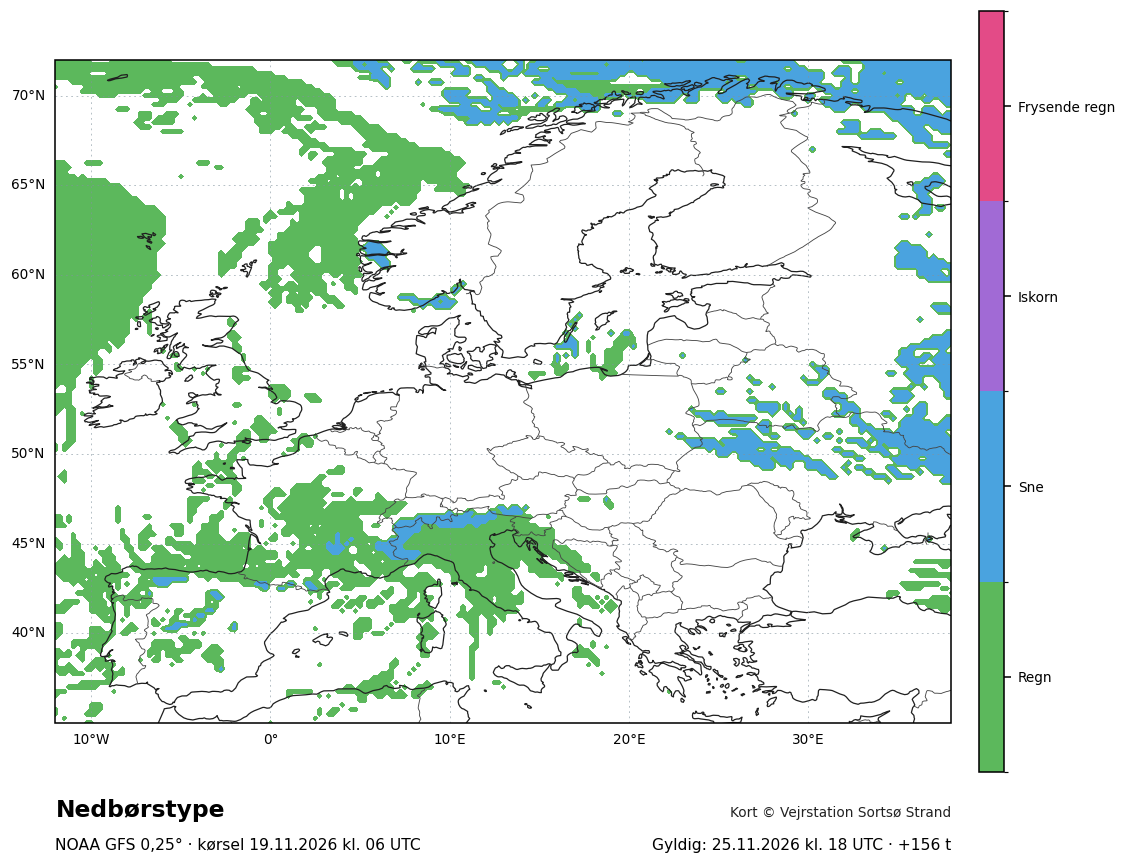 70°N
65°N
60°N
55°N
50°N
45°N
40°N
10°W
0°
10°E
20°E
30°E
Frysende regn
Iskorn
Sne
Regn
Nedbørstype
Kort © Vejrstation Sortsø Strand
NOAA GFS 0,25° · kørsel 19.11.2026 kl. 06 UTC
Gyldig: 25.11.2026 kl. 18 UTC · +156 t